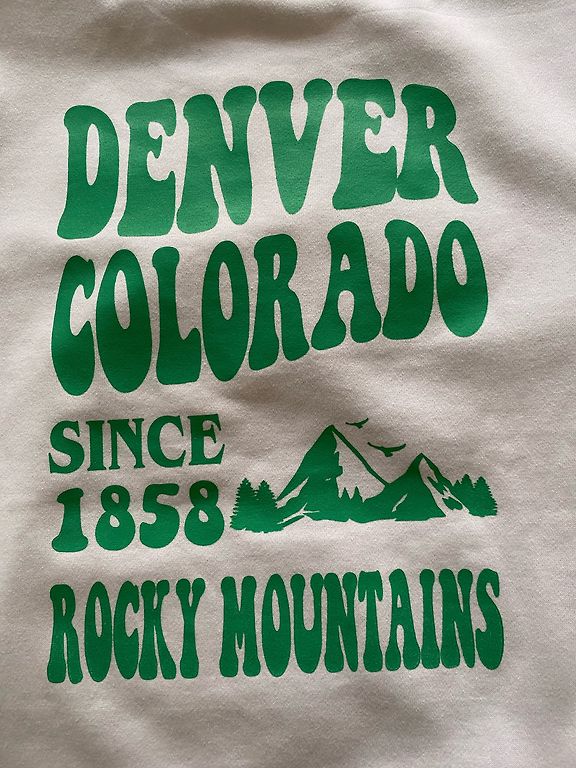 DENVER
COLORADO
SINCE
1858
ROCKY MOUNTAINS